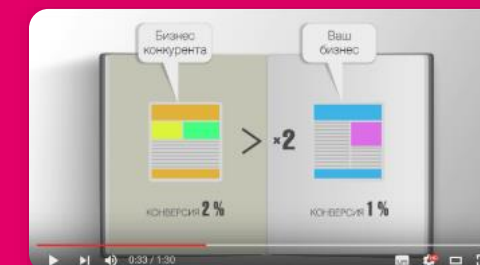 Бизнес
конкурента
Ваш
бизнес
> ×2
КОНВЕРСИЯ 2 %
КОНВЕРСИЯ 1 %
0:33 / 1:30